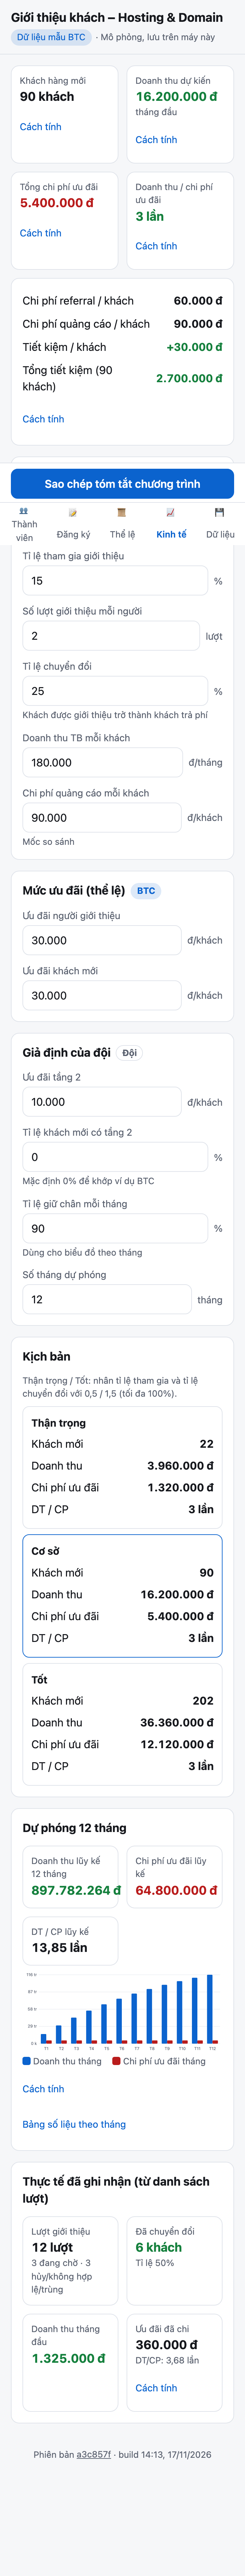 Giới thiệu khách – Hosting & Domain
Dữ liệu mẫu BTC · Mô phỏng, lưu trên máy này
Khách hàng mới
90 khách
Cách tính
Doanh thu dự kiến
16.200.000 đ
tháng đầu
Cách tính
Tổng chi phí ưu đãi
5.400.000 đ
Cách tính
Doanh thu / chi phí
ưu đãi
3 lần
Cách tính
Chi phí referral / khách 60.000 đ
Chi phí quảng cáo / khách 90.000 đ
Tiết kiệm / khách +30.000 đ
Tổng tiết kiệm (90
khách) 2.700.000 đ
Cách tính
Sao chép tóm tắt chương trình
Thành
viên
Đăng ký
Thể lệ
Kinh tế
Dữ liệu
Tỉ lệ tham gia giới thiệu
15 %
Số lượt giới thiệu mỗi người
2 lượt
Tỉ lệ chuyển đổi
25 %
Khách được giới thiệu trở thành khách trả phí
Doanh thu TB mỗi khách
180.000 đ/tháng
Chi phí quảng cáo mỗi khách
90.000 đ/khách
Mốc so sánh
Mức ưu đãi (thể lệ) BTC
Ưu đãi người giới thiệu
30.000 đ/khách
Ưu đãi khách mới
30.000 đ/khách
Giả định của đội Đội
Ưu đãi tầng 2
10.000 đ/khách
Tỉ lệ khách mới có tầng 2
0 %
Mặc định 0% để khớp ví dụ BTC
Tỉ lệ giữ chân mỗi tháng
90 %
Dùng cho biểu đồ theo tháng
Số tháng dự phóng
12 tháng
Kịch bản
Thận trọng / Tốt: nhân tỉ lệ tham gia và tỉ lệ
chuyển đổi với 0,5 / 1,5 (tối đa 100%).
Thận trọng
Khách mới 22
Doanh thu 3.960.000 đ
Chi phí ưu đãi 1.320.000 đ
DT / CP 3 lần
Cơ sở
Khách mới 90
Doanh thu 16.200.000 đ
Chi phí ưu đãi 5.400.000 đ
DT / CP 3 lần
Tốt
Khách mới 202
Doanh thu 36.360.000 đ
Chi phí ưu đãi 12.120.000 đ
DT / CP 3 lần
Dự phóng 12 tháng
Doanh thu lũy kế
12 tháng
897.782.264 đ
Chi phí ưu đãi lũy
kế
64.800.000 đ
DT / CP lũy kế
13,85 lần
116 tr
87 tr
58 tr
29 tr
0 k
T1 T2 T3 T4 T5 T6 T7 T8 T9 T10 T11 T12
Doanh thu tháng Chi phí ưu đãi tháng
Cách tính
Bảng số liệu theo tháng
Thực tế đã ghi nhận (từ danh sách
lượt)
Lượt giới thiệu
12 lượt
3 đang chờ · 3
hủy/không hợp
lệ/trùng
Đã chuyển đổi
6 khách
Tỉ lệ 50%
Doanh thu tháng
đầu
1.325.000 đ
Ưu đãi đã chi
360.000 đ
DT/CP: 3,68 lần
Cách tính
Phiên bản a3c857f · build 14:13, 17/11/2026